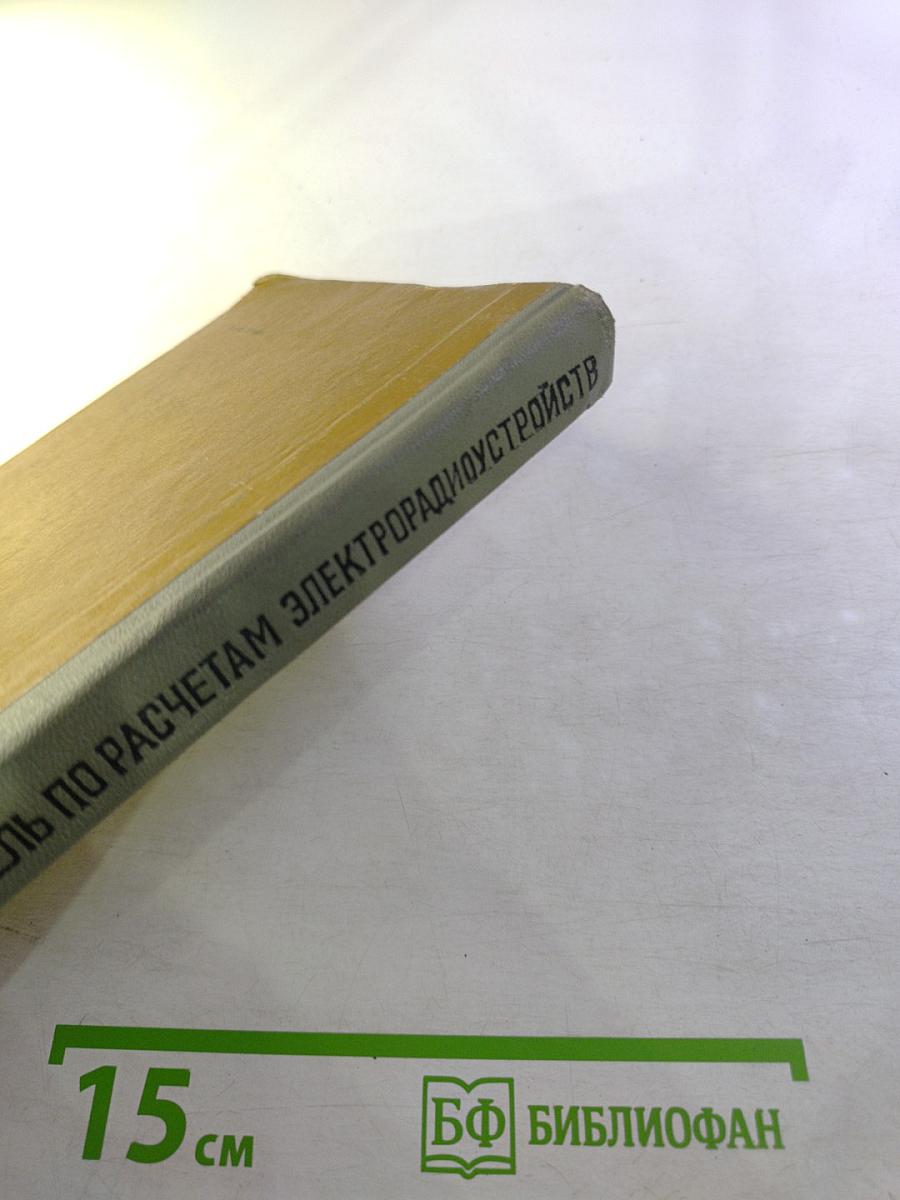 ЛЬ ПО РАСЧЕТАМ ЭЛЕКТРОРАДИОУСТРОЙСТВ
15 см
БФ БИБЛИОФАН